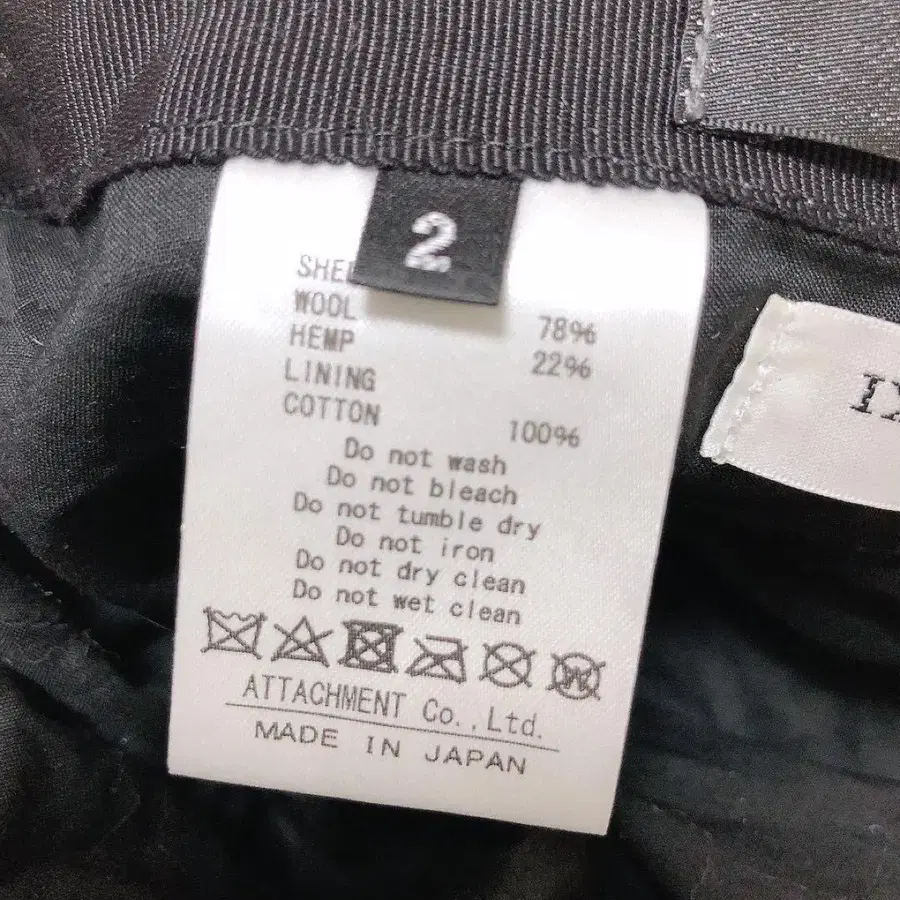 2
WOOL 78%
HEMP 22%
LINING
COTTON 100%
Do not wash
Do not bleach
Do not tumble dry
Do not iron
Do not dry clean
Do not wet clean
W
ATTACHMENT Co.,Ltd.
MADE IN JAPAN